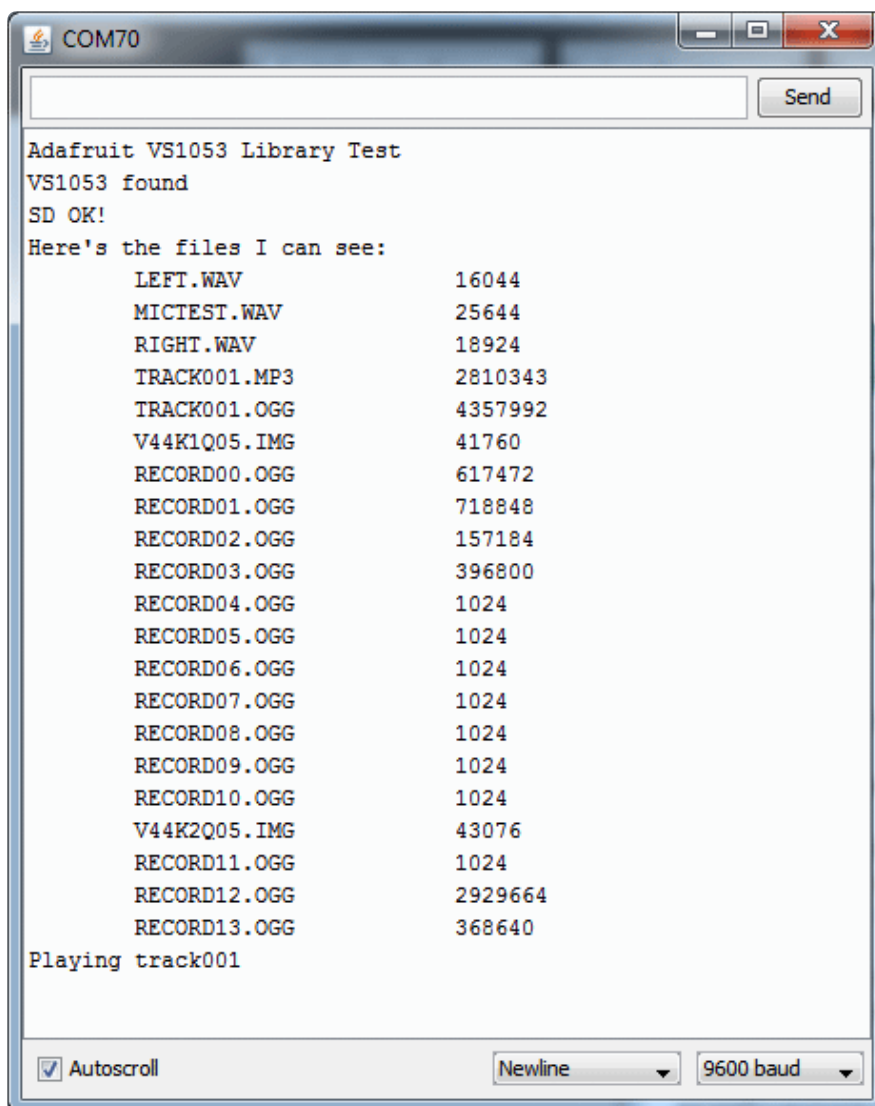 COM70
Send
Adafruit VS1053 Library Test
VS1053 found
SD OK!
Here's the files I can see:
LEFT.WAV 16044
MICTEST.WAV 25644
RIGHT.WAV 18924
TRACK001.MP3 2810343
TRACK001.OGG 4357992
V44K1Q05.IMG 41760
RECORD00.OGG 617472
RECORD01.OGG 718848
RECORD02.OGG 157184
RECORD03.OGG 396800
RECORD04.OGG 1024
RECORD05.OGG 1024
RECORD06.OGG 1024
RECORD07.OGG 1024
RECORD08.OGG 1024
RECORD09.OGG 1024
RECORD10.OGG 1024
V44K2Q05.IMG 43076
RECORD11.OGG 1024
RECORD12.OGG 2929664
RECORD13.OGG 368640
Playing track001
Autoscroll Newline 9600 baud